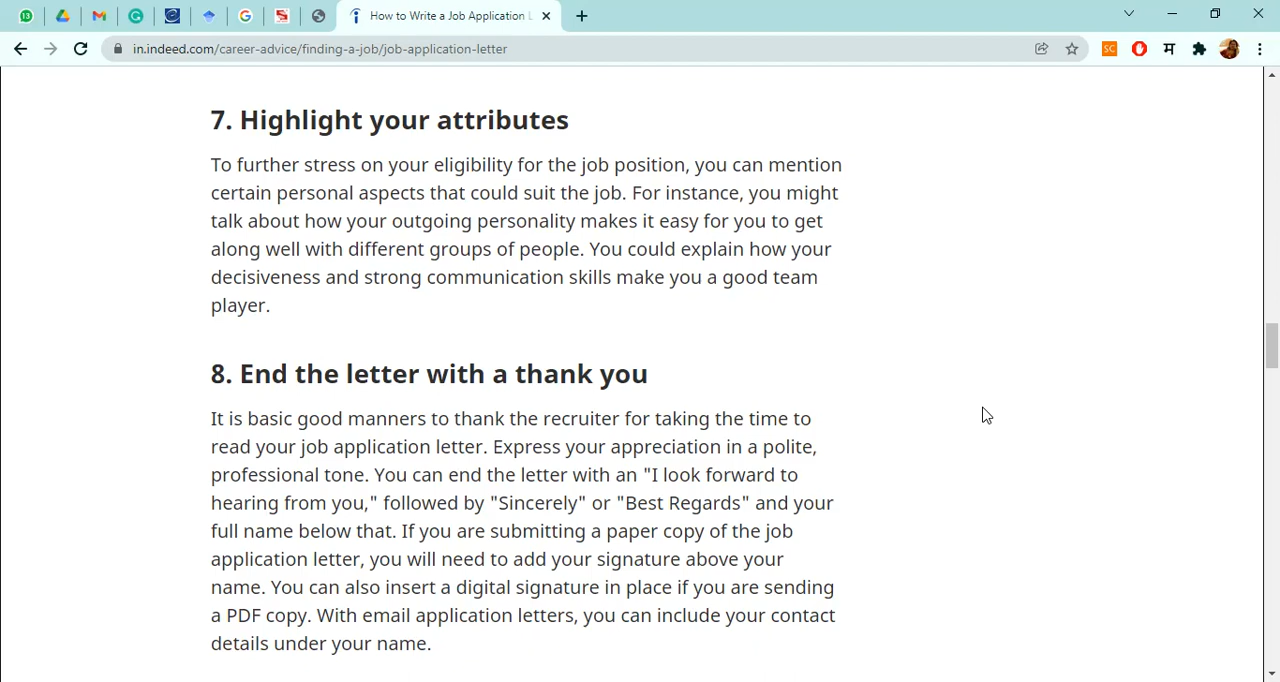 13
How to Write a Job Application L
in.indeed.com/career-advice/finding-a-job/job-application-letter
SC
म
7. Highlight your attributes
To further stress on your eligibility for the job position, you can mention
certain personal aspects that could suit the job. For instance, you might
talk about how your outgoing personality makes it easy for you to get
along well with different groups of people. You could explain how your
decisiveness and strong communication skills make you a good team
player.
8. End the letter with a thank you
It is basic good manners to thank the recruiter for taking the time to
read your job application letter. Express your appreciation in a polite,
professional tone. You can end the letter with an "I look forward to
hearing from you," followed by "Sincerely" or "Best Regards" and your
full name below that. If you are submitting a paper copy of the job
application letter, you will need to add your signature above your
name. You can also insert a digital signature in place if you are sending
a PDF copy. With email application letters, you can include your contact
details under your name.